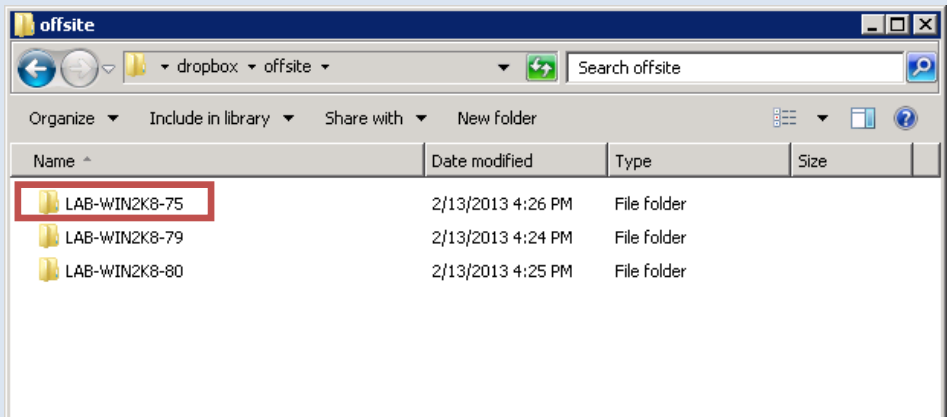 offsite
dropbox offsite Search offsite
Organize Include in library Share with New folder
Name Date modified Type Size
LAB-WIN2K8-75 2/13/2013 4:26 PM File folder
LAB-WIN2K8-79 2/13/2013 4:24 PM File folder
LAB-WIN2K8-80 2/13/2013 4:25 PM File folder